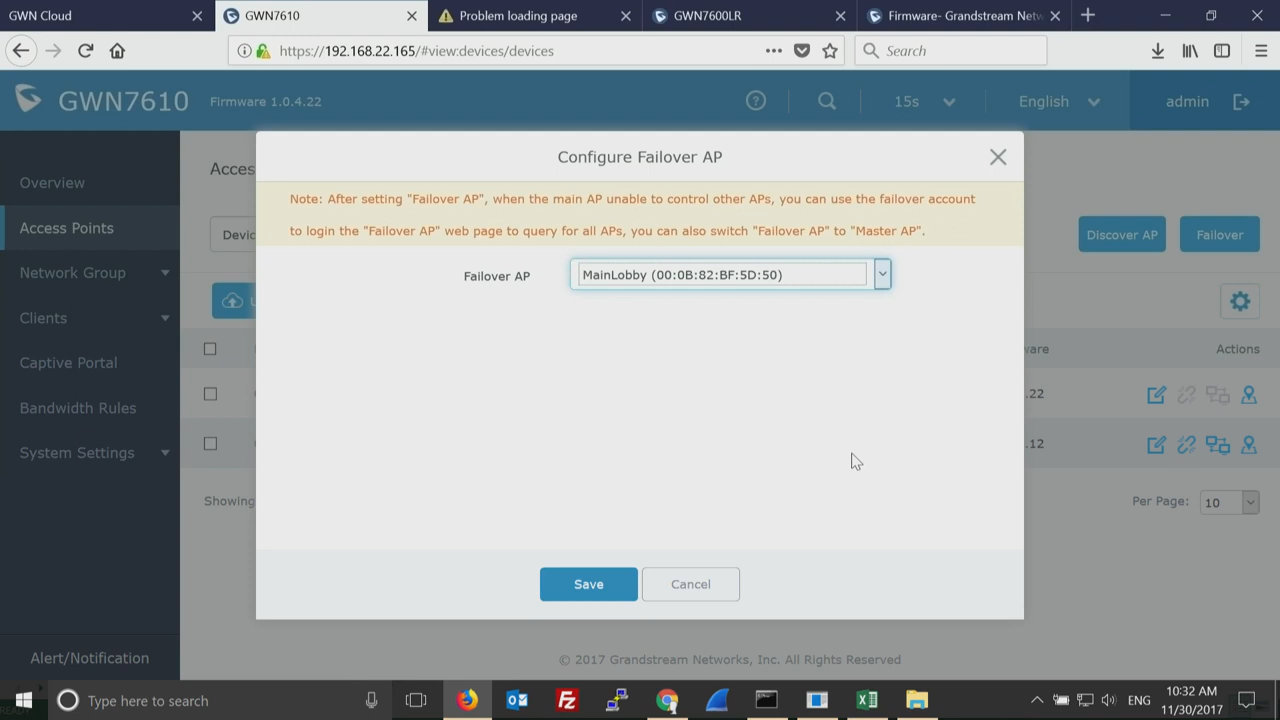 GWN Cloud
GWN7610
Problem loading page
GWN7600LR
Firmware- Grandstream Netw
https://192.168.22.165/#view:devices/devices
Search
GWN7610
Firmware 1.0.4.22
15s
English
admin
Configure Failover AP
Note: After setting "Failover AP", when the main AP unable to control other APs, you can use the failover account
to login the "Failover AP" web page to query for all APs, you can also switch "Failover AP" to "Master AP".
Failover AP
MainLobby (00:0B:82:BF:5D:50)
Save
Cancel
Overview
Access Points
Network Group
Clients
Captive Portal
Bandwidth Rules
System Settings
Alert/Notification
Acces
Devic
Discover AP
Failover
U
ware
Actions
.22
.12
Showing
Per Page:
10
© 2017 Grandstream Networks, Inc. All Rights Reserved
Type here to search
ENG
10:32 AM
11/30/2017
READY